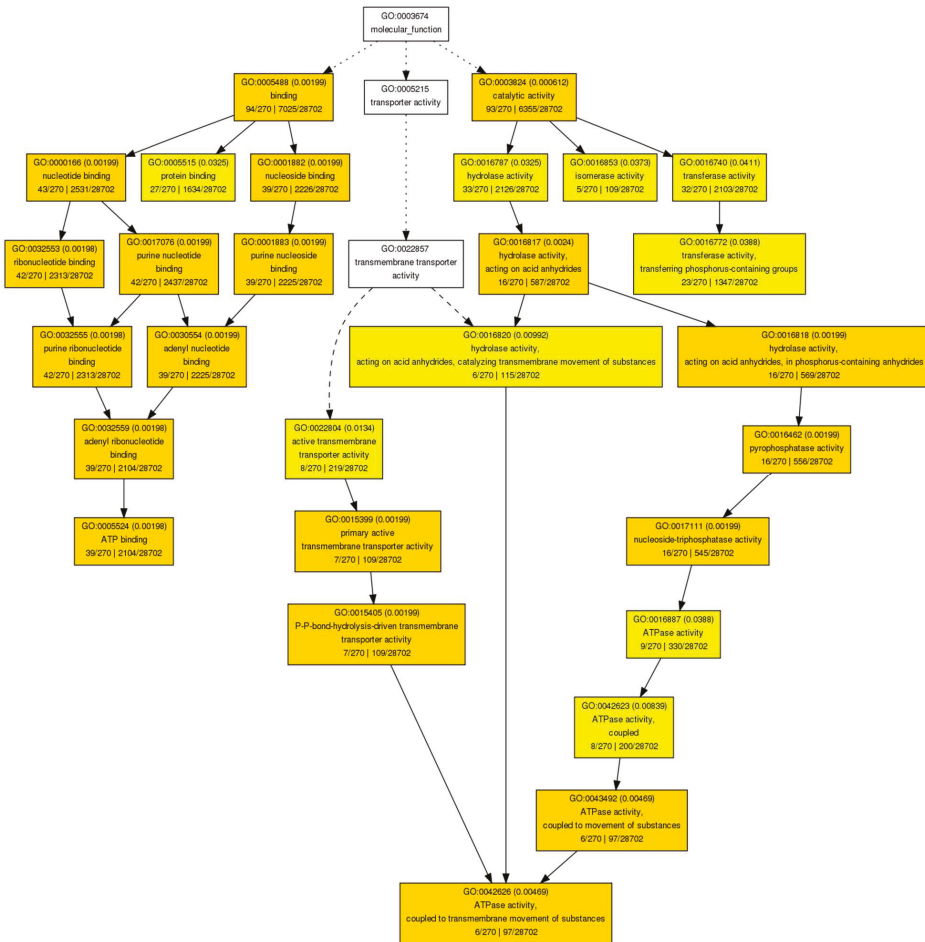 GO:0003674
molecular_function
GO:0005488 (0.00199)
binding
94/270 | 7025/28702
GO:0005215
transporter activity
GO:0003824 (0.000612)
catalytic activity
93/270 | 6355/28702
GO:0000166 (0.00199)
nucleotide binding
43/270 | 2531/28702
GO:0005515 (0.0325)
protein binding
27/270 | 1634/28702
GO:0001882 (0.00199)
nucleoside binding
39/270 | 2226/28702
GO:0016787 (0.0325)
hydrolase activity
33/270 | 2126/28702
GO:0016853 (0.0373)
isomerase activity
5/270 | 109/28702
GO:0016740 (0.0411)
transferase activity
32/270 | 2103/28702
GO:0032553 (0.00198)
ribonucleotide binding
42/270 | 2313/28702
GO:0017076 (0.00199)
purine nucleotide
binding
42/270 | 2437/28702
GO:0001883 (0.00199)
purine nucleoside
binding
39/270 | 2225/28702
GO:0022857
transmembrane transporter
activity
GO:0016817 (0.0024)
hydrolase activity,
acting on acid anhydrides
16/270 | 587/28702
GO:0016772 (0.0388)
transferase activity,
transferring phosphorus-containing groups
23/270 | 1347/28702
GO:0032555 (0.00198)
purine ribonucleotide
binding
42/270 | 2313/28702
GO:0030554 (0.00199)
adenyl nucleotide
binding
39/270 | 2225/28702
GO:0016820 (0.00992)
hydrolase activity,
acting on acid anhydrides, catalyzing transmembrane movement of substances
6/270 | 115/28702
GO:0016818 (0.00199)
hydrolase activity,
acting on acid anhydrides, in phosphorus-containing anhydrides
16/270 | 569/28702
GO:0032559 (0.00198)
adenyl ribonucleotide
binding
39/270 | 2104/28702
GO:0022804 (0.0134)
active transmembrane
transporter activity
8/270 | 219/28702
GO:0016462 (0.00199)
pyrophosphatase activity
16/270 | 556/28702
GO:0005524 (0.00198)
ATP binding
39/270 | 2104/28702
GO:0015399 (0.00199)
primary active
transmembrane transporter activity
7/270 | 109/28702
GO:0017111 (0.00199)
nucleoside-triphosphatase activity
16/270 | 545/28702
GO:0015405 (0.00199)
P-P-bond-hydrolysis-driven transmembrane
transporter activity
7/270 | 109/28702
GO:0016887 (0.0388)
ATPase activity
9/270 | 330/28702
GO:0042623 (0.00839)
ATPase activity,
coupled
8/270 | 200/28702
GO:0043492 (0.00469)
ATPase activity,
coupled to movement of substances
6/270 | 97/28702
GO:0042626 (0.00469)
ATPase activity,
coupled to transmembrane movement of substances
6/270 | 97/28702